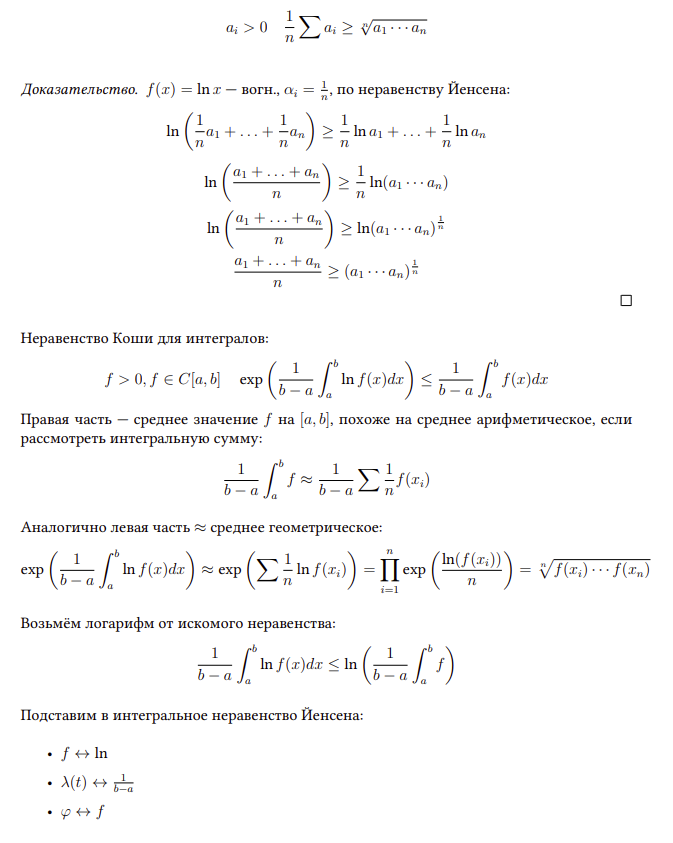 $a_i > 0 \quad \frac{1}{n} \sum a_i \geq \sqrt[n]{a_1 \cdots a_n}$
Доказательство. $f(x) = \ln x$ — вогн., $\alpha_i = \frac{1}{n}$, по неравенству Йенсена:
$\ln\left(\frac{1}{n}a_1 + \ldots + \frac{1}{n}a_n\right) \geq \frac{1}{n}\ln a_1 + \ldots + \frac{1}{n}\ln a_n$
$\ln\left(\frac{a_1 + \ldots + a_n}{n}\right) \geq \frac{1}{n}\ln(a_1 \cdots a_n)$
$\ln\left(\frac{a_1 + \ldots + a_n}{n}\right) \geq \ln(a_1 \cdots a_n)^{\frac{1}{n}}$
$\frac{a_1 + \ldots + a_n}{n} \geq (a_1 \cdots a_n)^{\frac{1}{n}}$
□
Неравенство Коши для интегралов:
$f > 0, f \in C[a, b] \quad \exp\left(\frac{1}{b-a}\int_a^b \ln f(x)dx\right) \leq \frac{1}{b-a}\int_a^b f(x)dx$
Правая часть — среднее значение $f$ на $[a, b]$, похоже на среднее арифметическое, если
рассмотреть интегральную сумму:
$\frac{1}{b-a}\int_a^b f \approx \frac{1}{b-a}\sum \frac{1}{n}f(x_i)$
Аналогично левая часть ≈ среднее геометрическое:
$\exp\left(\frac{1}{b-a}\int_a^b \ln f(x)dx\right) \approx \exp\left(\sum \frac{1}{n}\ln f(x_i)\right) = \prod_{i=1}^{n} \exp\left(\frac{\ln(f(x_i))}{n}\right) = \sqrt[n]{f(x_i) \cdots f(x_n)}$
Возьмём логарифм от искомого неравенства:
$\frac{1}{b-a}\int_a^b \ln f(x)dx \leq \ln\left(\frac{1}{b-a}\int_a^b f\right)$
Подставим в интегральное неравенство Йенсена:
• $f \leftrightarrow \ln$
• $\lambda(t) \leftrightarrow \frac{1}{b-a}$
• $\varphi \leftrightarrow f$